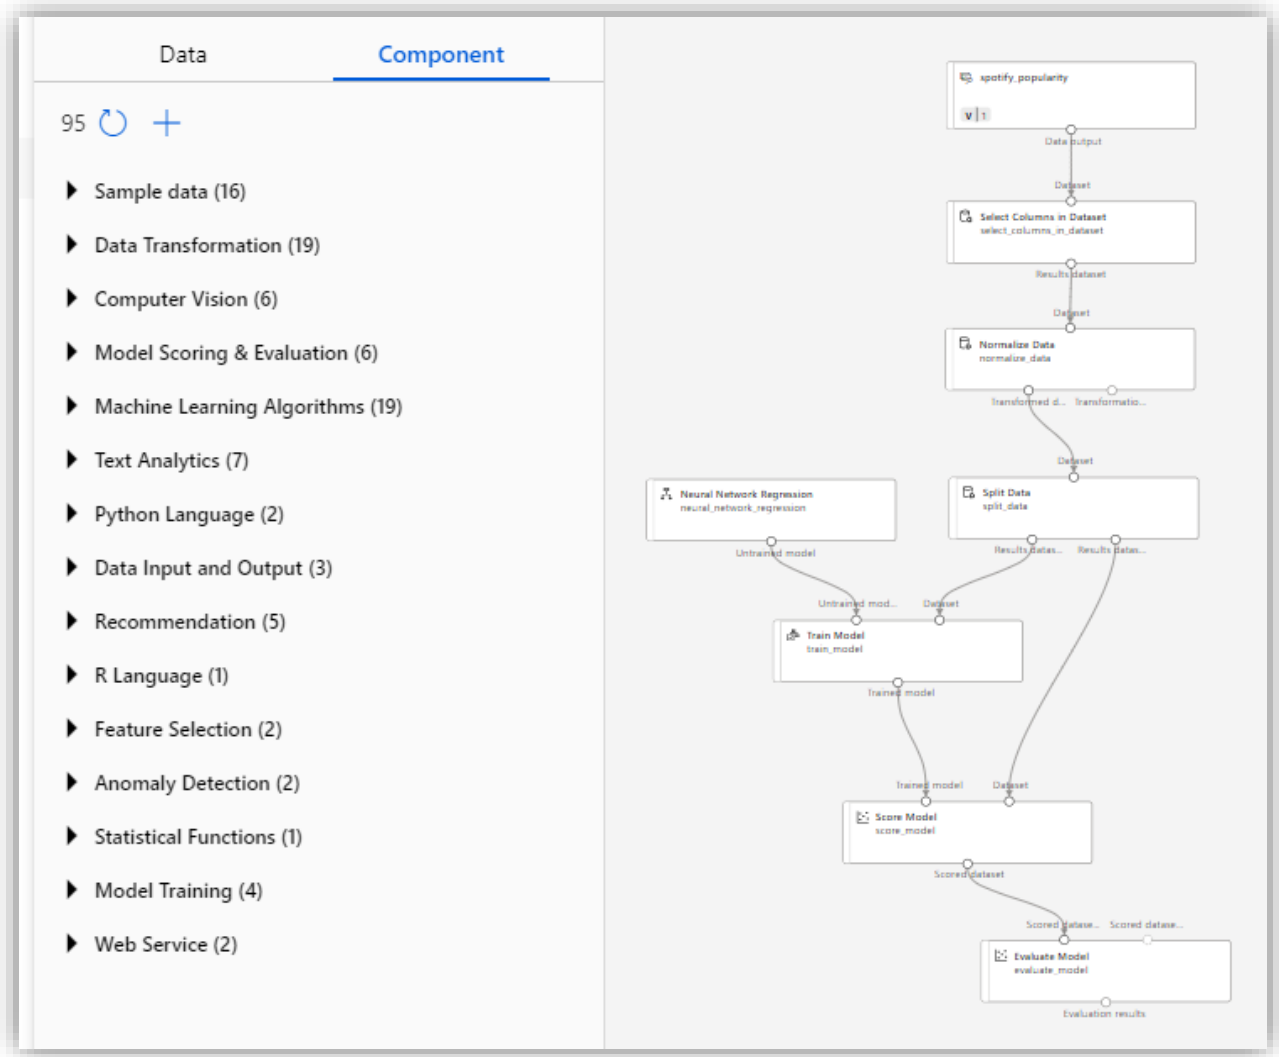 Data
Component
95
Sample data (16)
Data Transformation (19)
Computer Vision (6)
Model Scoring & Evaluation (6)
Machine Learning Algorithms (19)
Text Analytics (7)
Python Language (2)
Data Input and Output (3)
Recommendation (5)
R Language (1)
Feature Selection (2)
Anomaly Detection (2)
Statistical Functions (1)
Model Training (4)
Web Service (2)
spotify_popularity
v 1
Data output
Dataset
Select Columns in Dataset
select_columns_in_dataset
Results dataset
Dataset
Normalize Data
normalize_data
Transformed d... Transformatio...
Dataset
Split Data
split_data
Results datas... Results datas...
Neural Network Regression
neural_network_regression
Untrained model
Untrained mod... Dataset
Train Model
train_model
Trained model
Trained model Dataset
Score Model
score_model
Scored dataset
Scored datase... Scored datase...
Evaluate Model
evaluate_model
Evaluation results